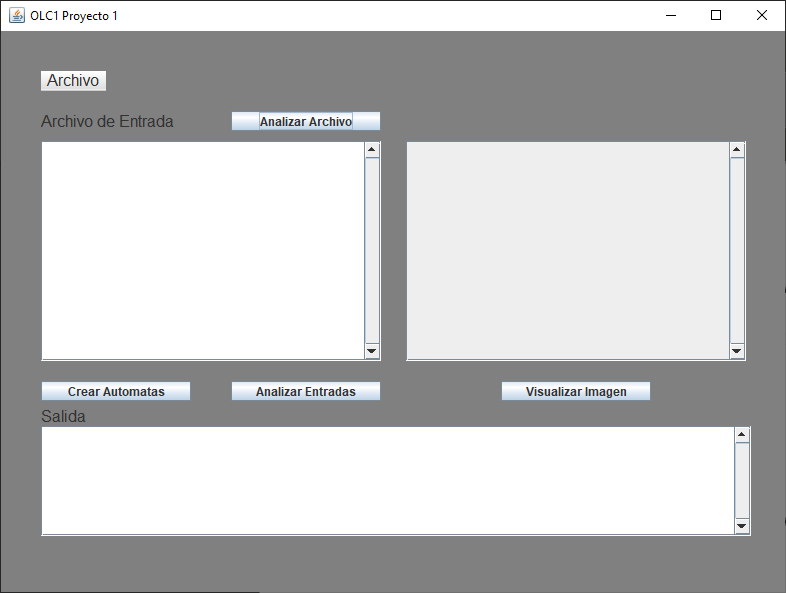 OLC1 Proyecto 1
Archivo
Archivo de Entrada
Analizar Archivo
Crear Automatas
Analizar Entradas
Visualizar Imagen
Salida